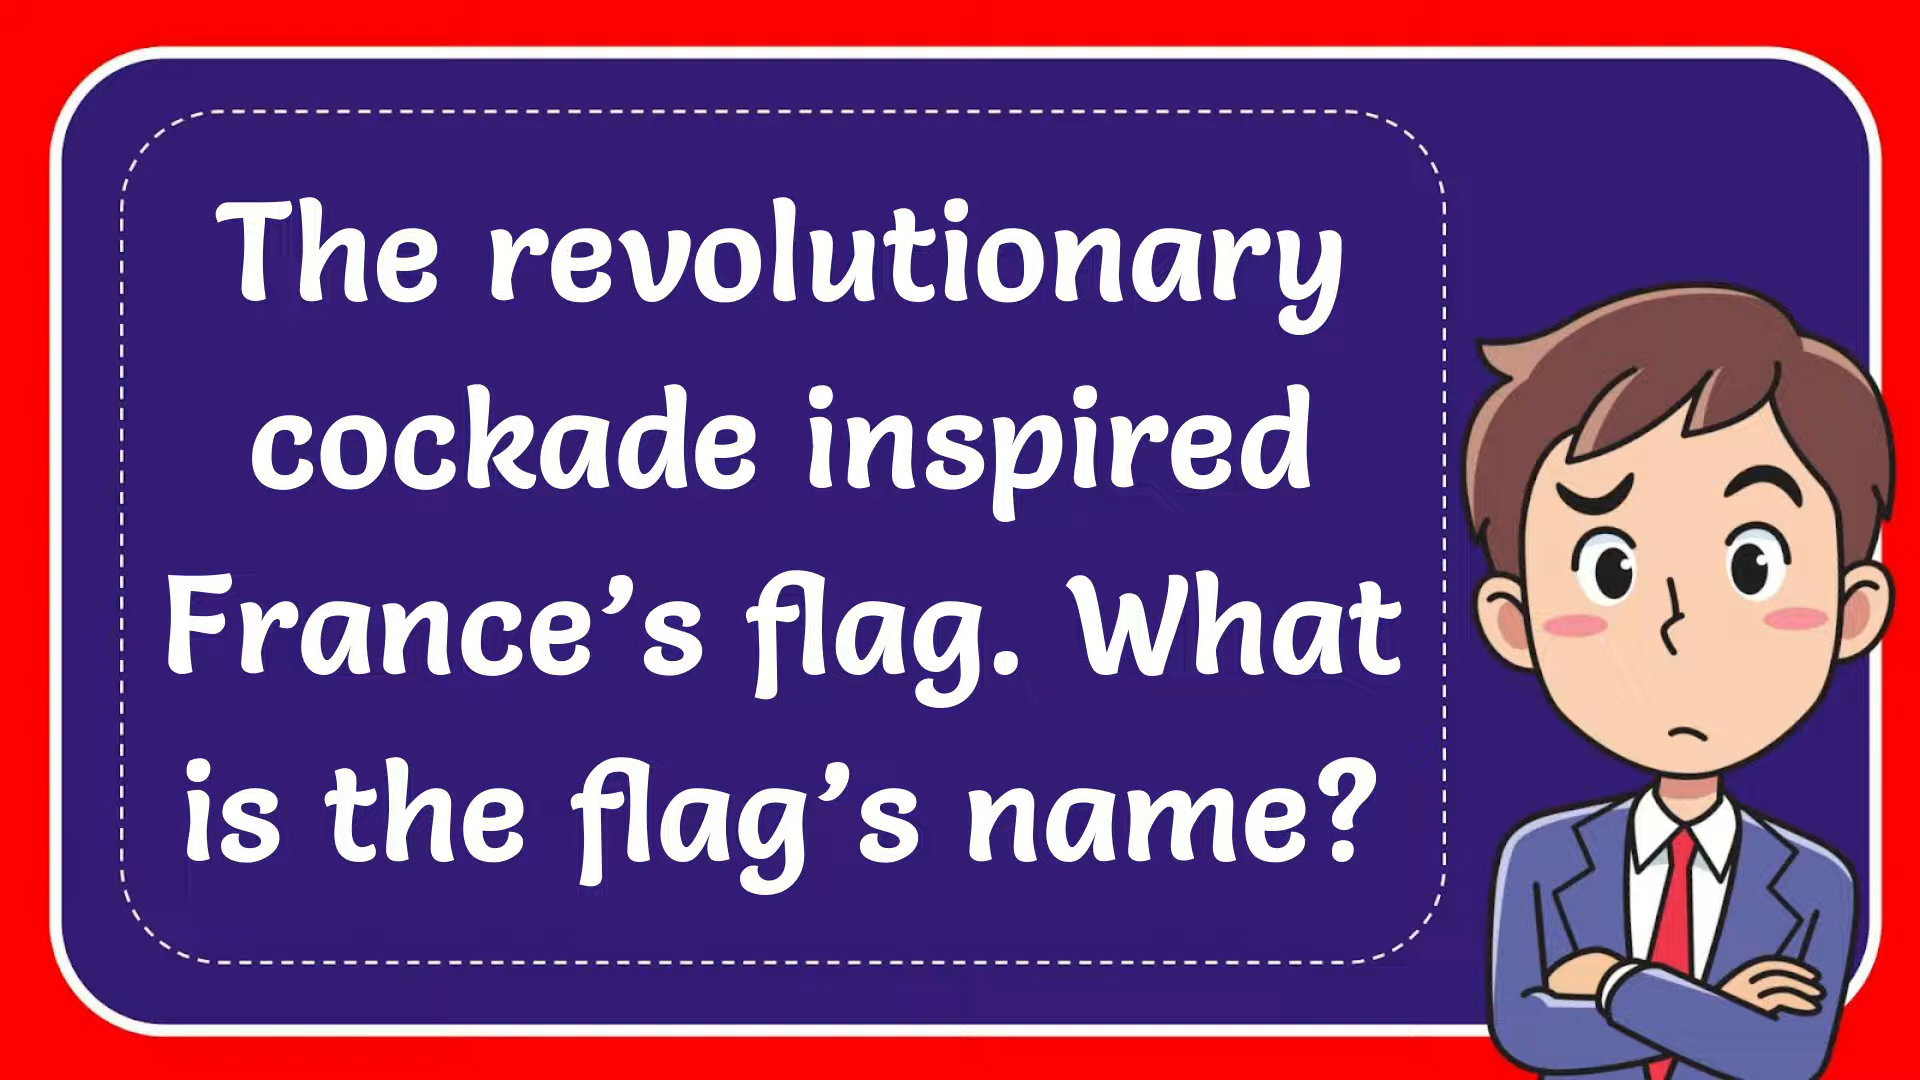 The revolutionary
cockade inspired
France’s flag. What
is the flag’s name?